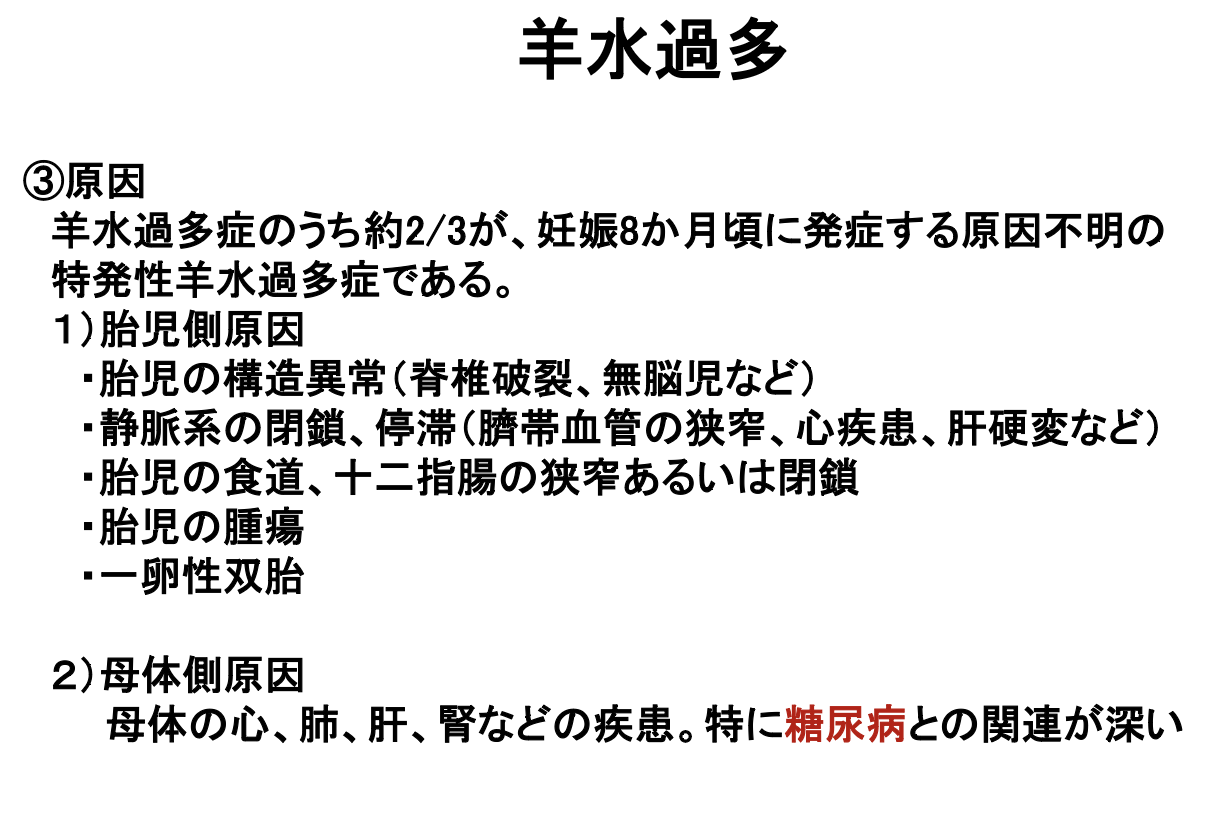 羊水過多
③原因
羊水過多症のうち約2/3が、妊娠8か月頃に発症する原因不明の
特発性羊水過多症である。
１）胎児側原因
・胎児の構造異常（脊椎破裂、無脳児など）
・静脈系の閉鎖、停滞（臍帯血管の狭窄、心疾患、肝硬変など）
・胎児の食道、十二指腸の狭窄あるいは閉鎖
・胎児の腫瘍
・一卵性双胎
２）母体側原因
母体の心、肺、肝、腎などの疾患。特に糖尿病との関連が深い